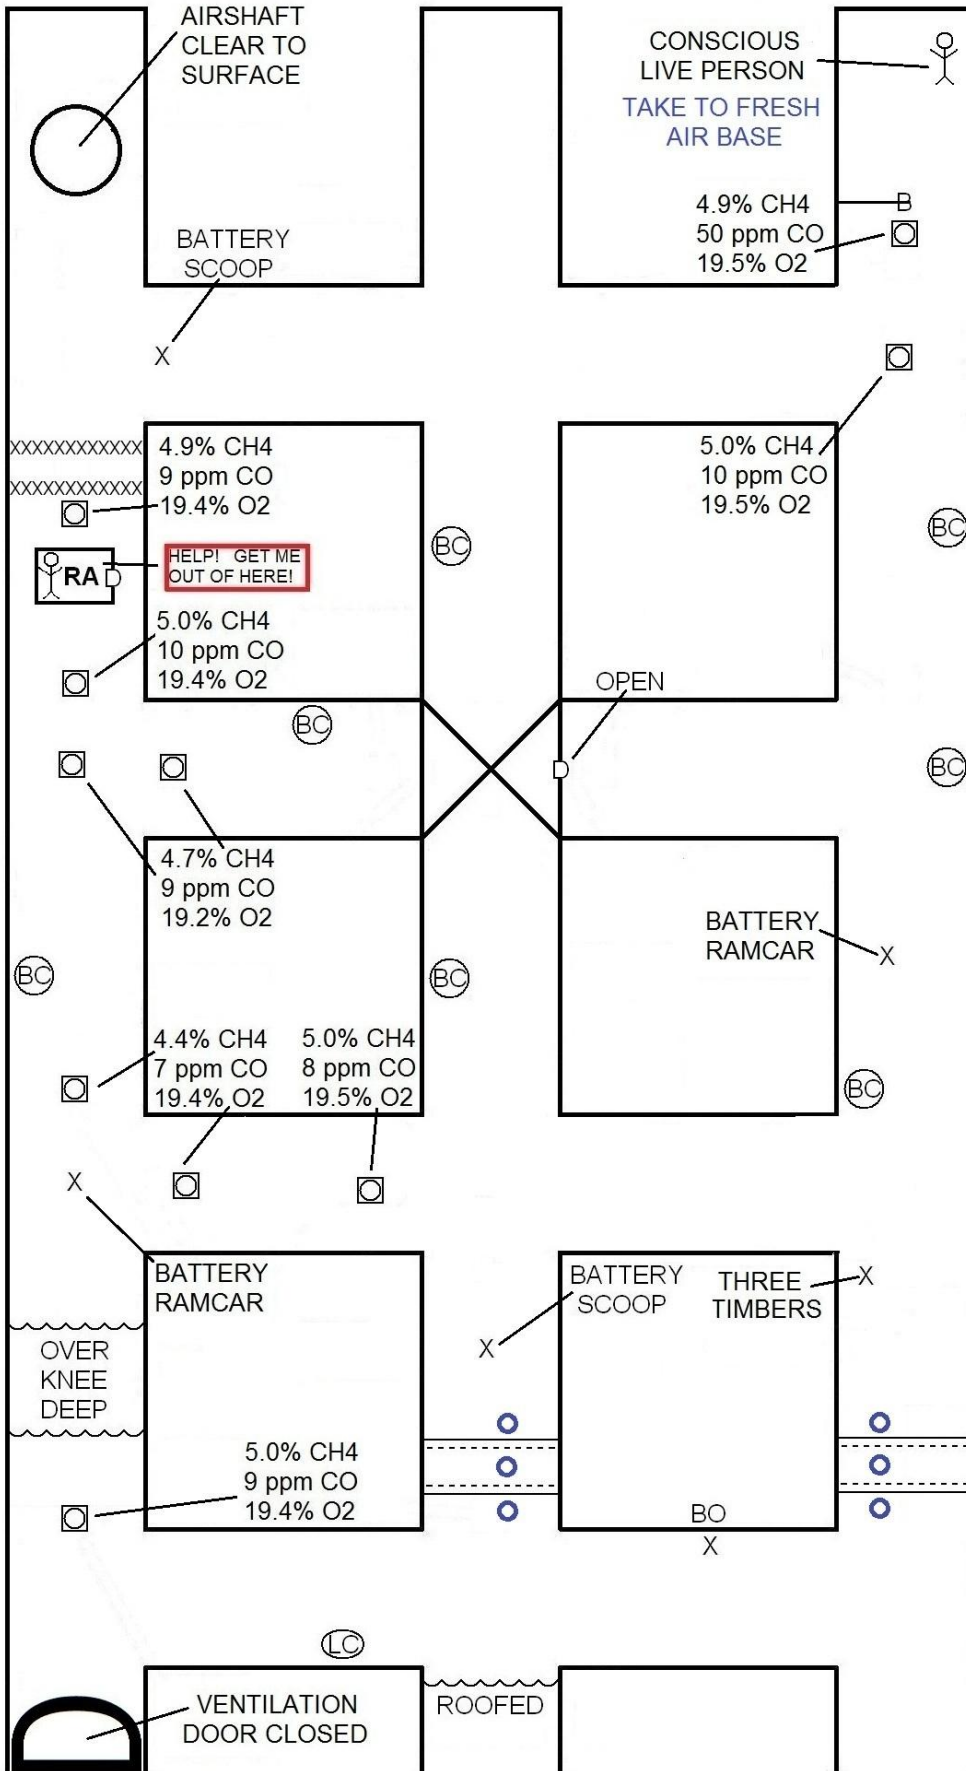 AIRSHAFT
CLEAR TO
SURFACE
CONSCIOUS
LIVE PERSON
TAKE TO FRESH
AIR BASE
4.9% CH4
50 ppm CO
19.5% O2
B
BATTERY
SCOOP
X
XXXXXXXXXXX
XXXXXXXXXXX
4.9% CH4
9 ppm CO
19.4% O2
5.0% CH4
10 ppm CO
19.5% O2
BC
BC
RA
D
HELP! GET ME
OUT OF HERE!
5.0% CH4
10 ppm CO
19.4% O2
OPEN
D
BC
BC
4.7% CH4
9 ppm CO
19.2% O2
BATTERY
RAMCAR
X
BC
BC
4.4% CH4
7 ppm CO
19.4% O2
5.0% CH4
8 ppm CO
19.5% O2
BC
X
BATTERY
RAMCAR
BATTERY
SCOOP
X
THREE
TIMBERS
X
OVER
KNEE
DEEP
5.0% CH4
9 ppm CO
19.4% O2
BO
X
LC
VENTILATION
DOOR CLOSED
ROOFED